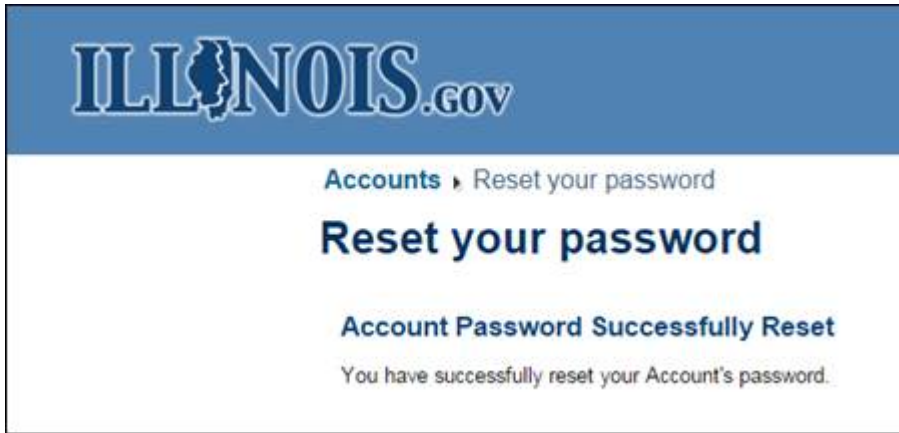 ILLINOIS.GOV
Accounts ▸ Reset your password
Reset your password
Account Password Successfully Reset
You have successfully reset your Account's password.